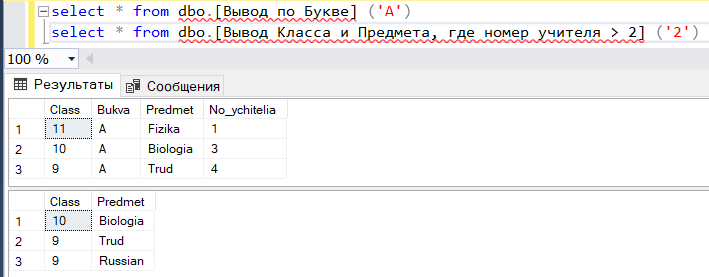 select * from dbo.[Вывод по Букве] ('A')
select * from dbo.[Вывод Класса и Предмета, где номер учителя > 2] ('2')
100 %
Результаты Сообщения
Class Bukva Predmet No_ychitelia
1 11 A Fizika 1
2 10 A Biologia 3
3 9 A Trud 4
Class Predmet
1 10 Biologia
2 9 Trud
3 9 Russian